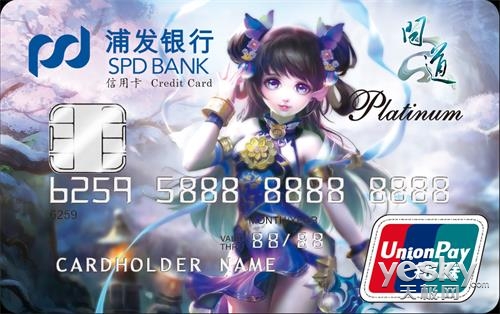 浦发银行
SPD BANK
信用卡 Credit Card
问道
Platinum
6259 5888 8888 8888
6259
MONTH/YEAR
VALID
THRU
88/88
CARDHOLDER NAME
UnionPay
银联
yesky
天极网